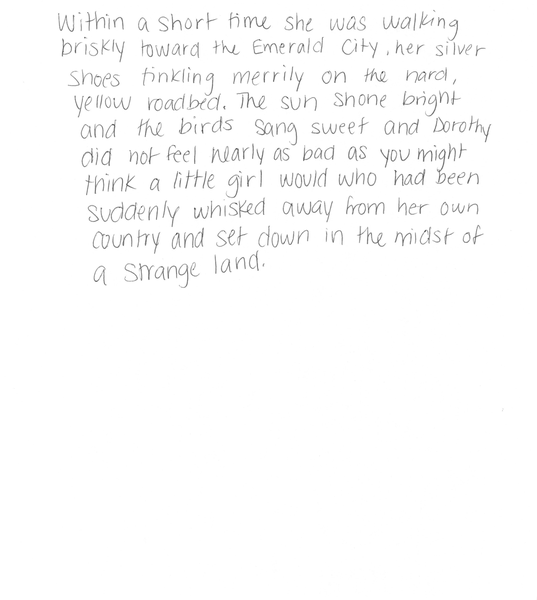 Within a short time she was walking
briskly toward the Emerald City, her silver
shoes tinkling merrily on the hard,
yellow roadbed. The sun shone bright
and the birds sang sweet and Dorothy
did not feel nearly as bad as you might
think a little girl would who had been
suddenly whisked away from her own
country and set down in the midst of
a strange land.